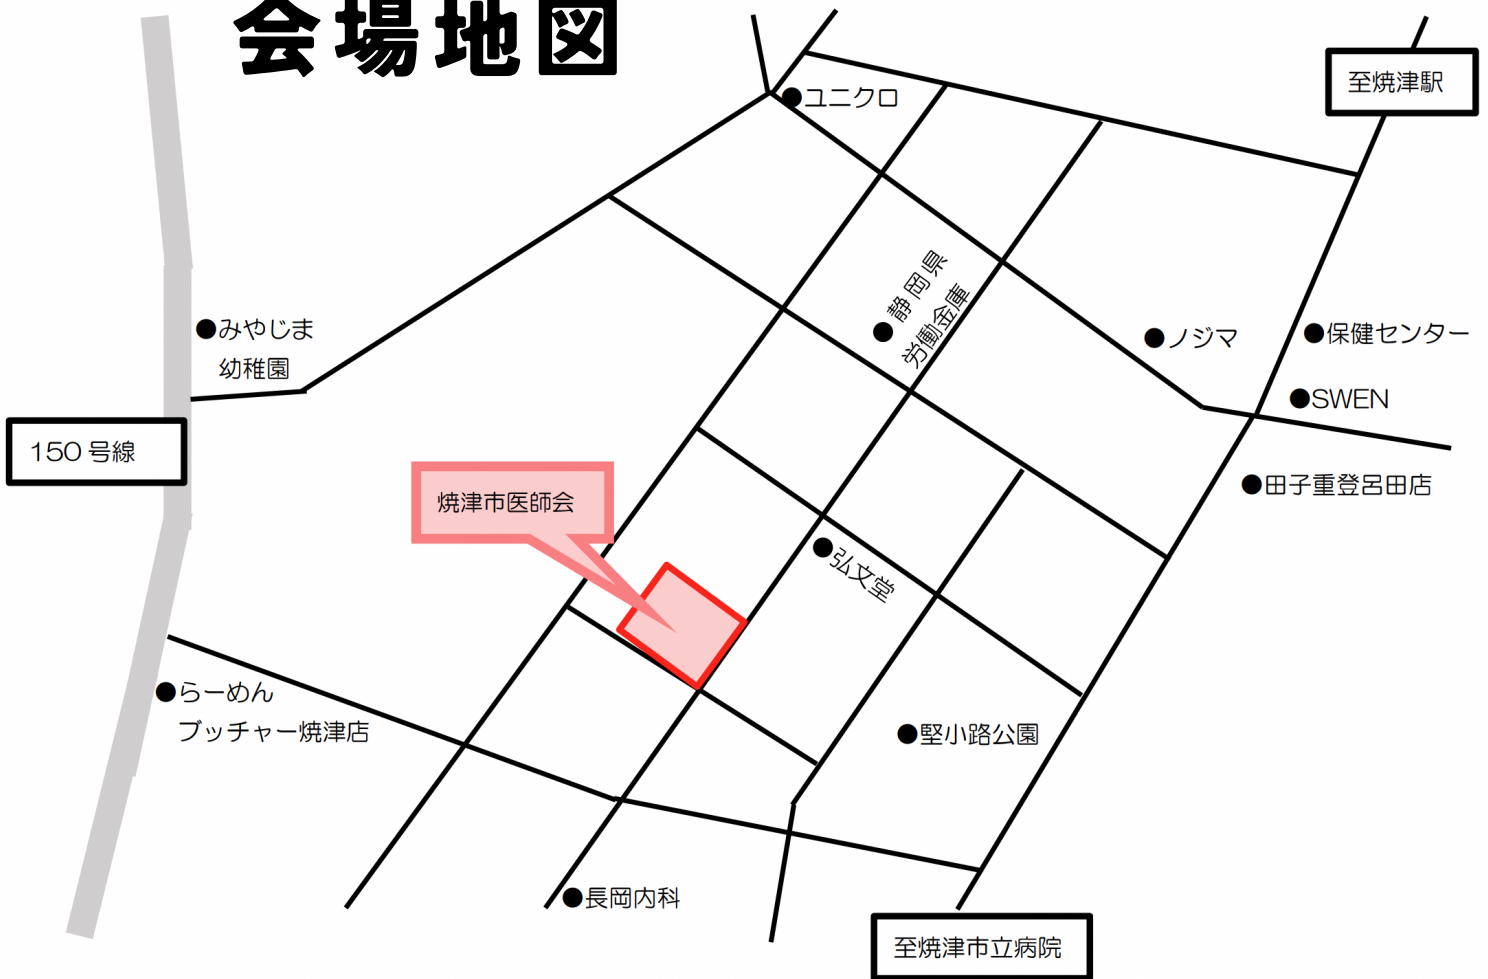 会場地図
至焼津駅
●ユニクロ
●静岡県
労働金庫
●みやじま
幼稚園
●ノジマ
●保健センター
●SWEN
150号線
●田子重登呂田店
焼津市医師会
●弘文堂
●らーめん
ブッチャー焼津店
●堅小路公園
●長岡内科
至焼津市立病院